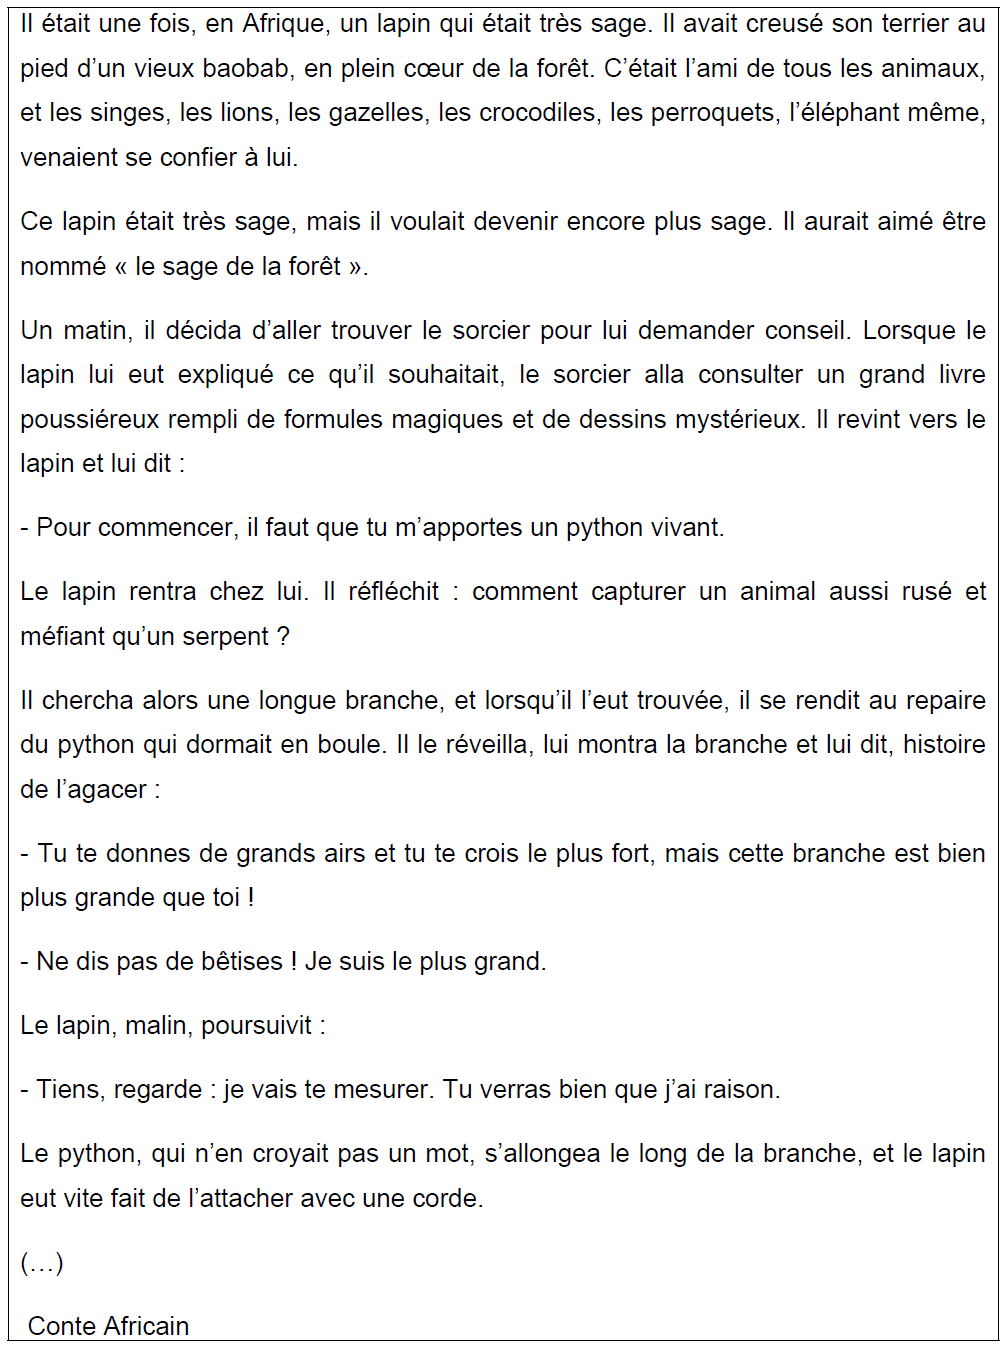 Il était une fois, en Afrique, un lapin qui était très sage. Il avait creusé son terrier au
pied d’un vieux baobab, en plein cœur de la forêt. C’était l’ami de tous les animaux,
et les singes, les lions, les gazelles, les crocodiles, les perroquets, l’éléphant même,
venaient se confier à lui.
Ce lapin était très sage, mais il voulait devenir encore plus sage. Il aurait aimé être
nommé « le sage de la forêt ».
Un matin, il décida d’aller trouver le sorcier pour lui demander conseil. Lorsque le
lapin lui eut expliqué ce qu’il souhaitait, le sorcier alla consulter un grand livre
poussiéreux rempli de formules magiques et de dessins mystérieux. Il revint vers le
lapin et lui dit :
- Pour commencer, il faut que tu m’apportes un python vivant.
Le lapin rentra chez lui. Il réfléchit : comment capturer un animal aussi rusé et
méfiant qu’un serpent ?
Il chercha alors une longue branche, et lorsqu’il l’eut trouvée, il se rendit au repaire
du python qui dormait en boule. Il le réveilla, lui montra la branche et lui dit, histoire
de l’agacer :
- Tu te donnes de grands airs et tu te crois le plus fort, mais cette branche est bien
plus grande que toi !
- Ne dis pas de bêtises ! Je suis le plus grand.
Le lapin, malin, poursuivit :
- Tiens, regarde : je vais te mesurer. Tu verras bien que j’ai raison.
Le python, qui n’en croyait pas un mot, s’allongea le long de la branche, et le lapin
eut vite fait de l’attacher avec une corde.
(…)
Conte Africain